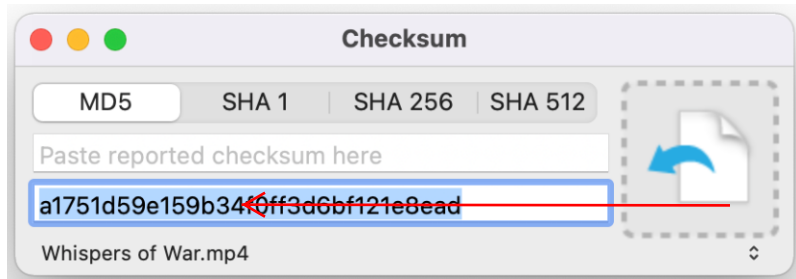 Checksum
MD5 SHA 1 SHA 256 SHA 512
Paste reported checksum here
a1751d59e159b34f0ff3d6bf121e8ead
Whispers of War.mp4